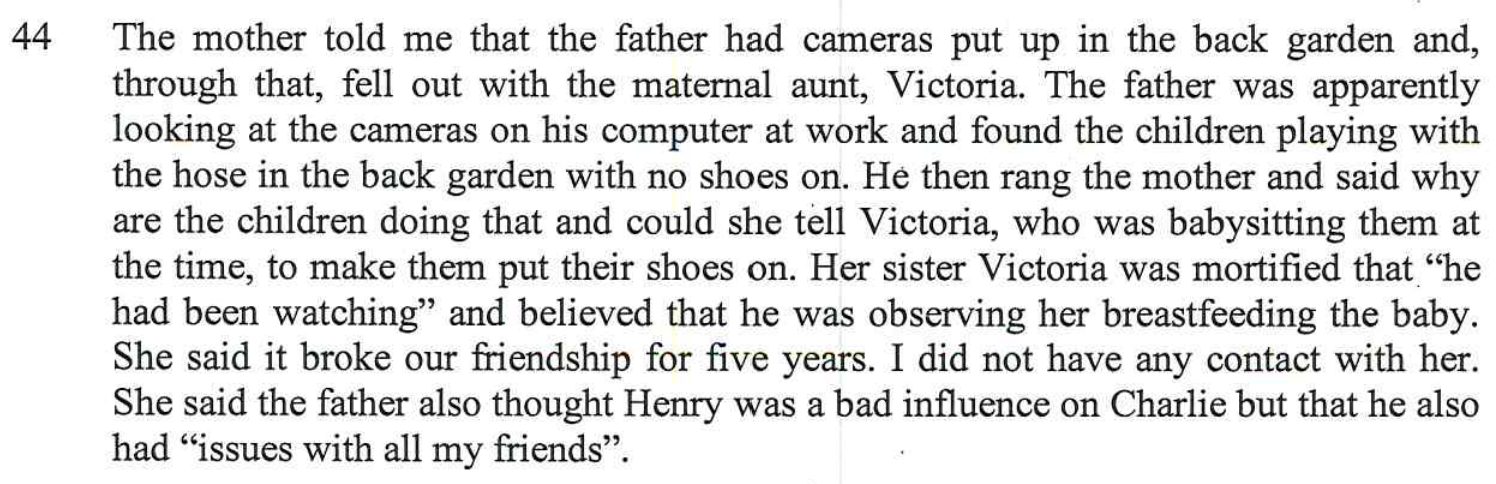 44 The mother told me that the father had cameras put up in the back garden and,
through that, fell out with the maternal aunt, Victoria. The father was apparently
looking at the cameras on his computer at work and found the children playing with
the hose in the back garden with no shoes on. He then rang the mother and said why
are the children doing that and could she tell Victoria, who was babysitting them at
the time, to make them put their shoes on. Her sister Victoria was mortified that “he
had been watching” and believed that he was observing her breastfeeding the baby.
She said it broke our friendship for five years. I did not have any contact with her.
She said the father also thought Henry was a bad influence on Charlie but that he also
had “issues with all my friends”.